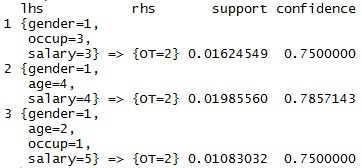 lhs rhs support confidence
1 {gender=1,
occup=3,
salary=3} => {OT=2} 0.01624549 0.7500000
2 {gender=1,
age=4,
salary=4} => {OT=2} 0.01985560 0.7857143
3 {gender=1,
age=2,
occup=1,
salary=5} => {OT=2} 0.01083032 0.7500000